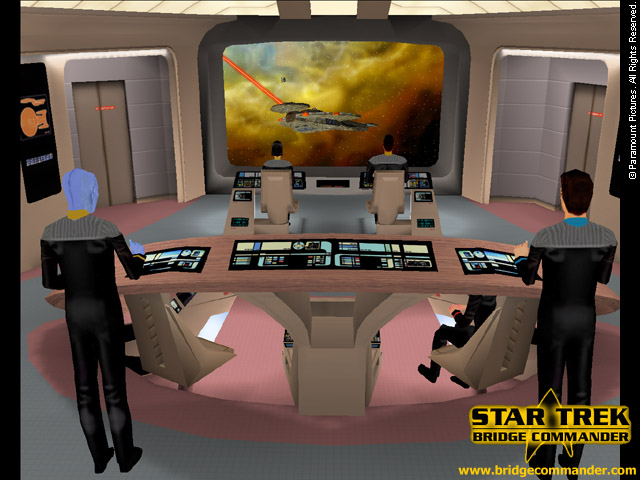 © Paramount Pictures. All Rights Reserved.
STAR TREK
BRIDGE COMMANDER
www.bridgecommander.com